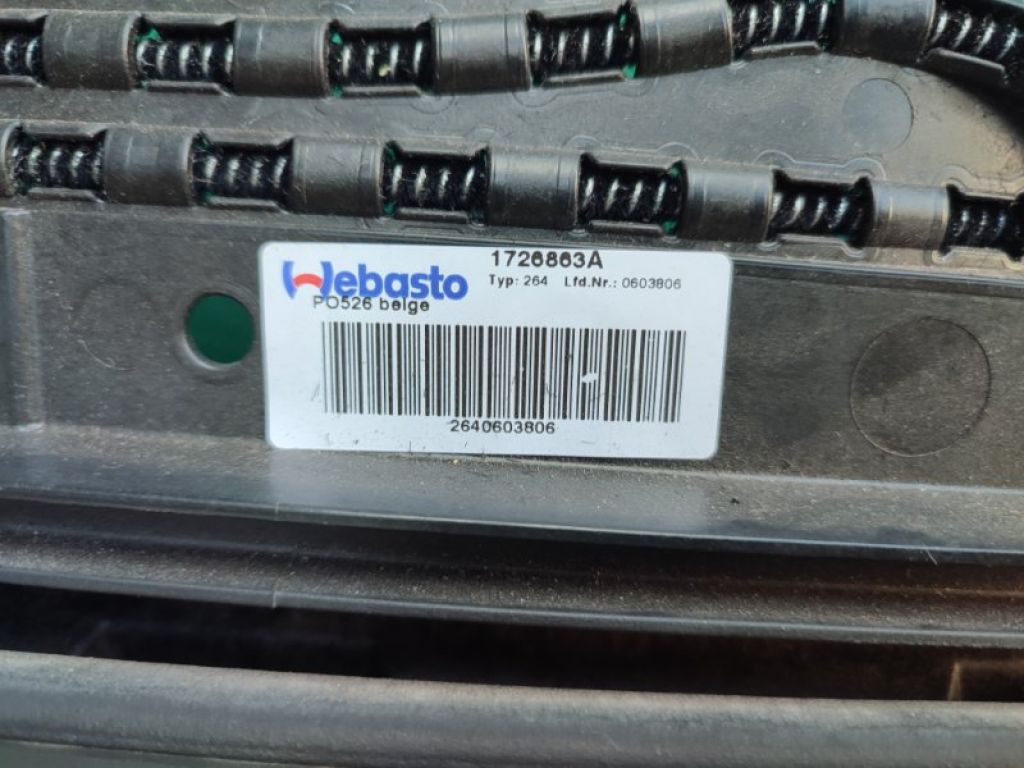 Webasto
1726863A
Typ: 264 Lfd.Nr.: 0603806
PO526 beige
2640603806